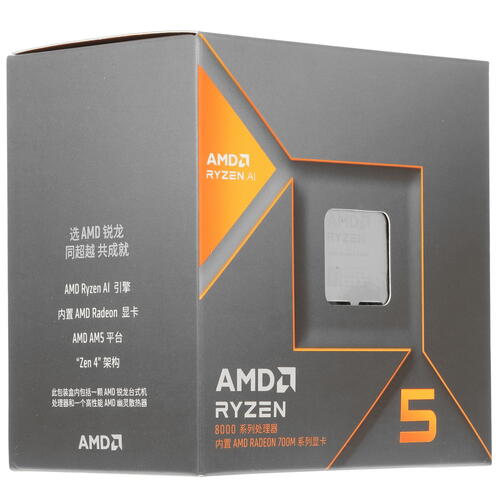 选 AMD 锐龙
同超越 共成就
AMD Ryzen AI 引擎
内置 AMD Radeon 显卡
AMD AM5 平台
“Zen 4” 架构
此包装盒内包括一颗 AMD 锐龙台式机
处理器和一个高性能 AMD 幽灵散热器
AMD
AMD
RYZEN AI
AMD
RYZEN
AMD
RYZEN
8000 系列处理器
内置 AMD RADEON 700M 系列显卡
5